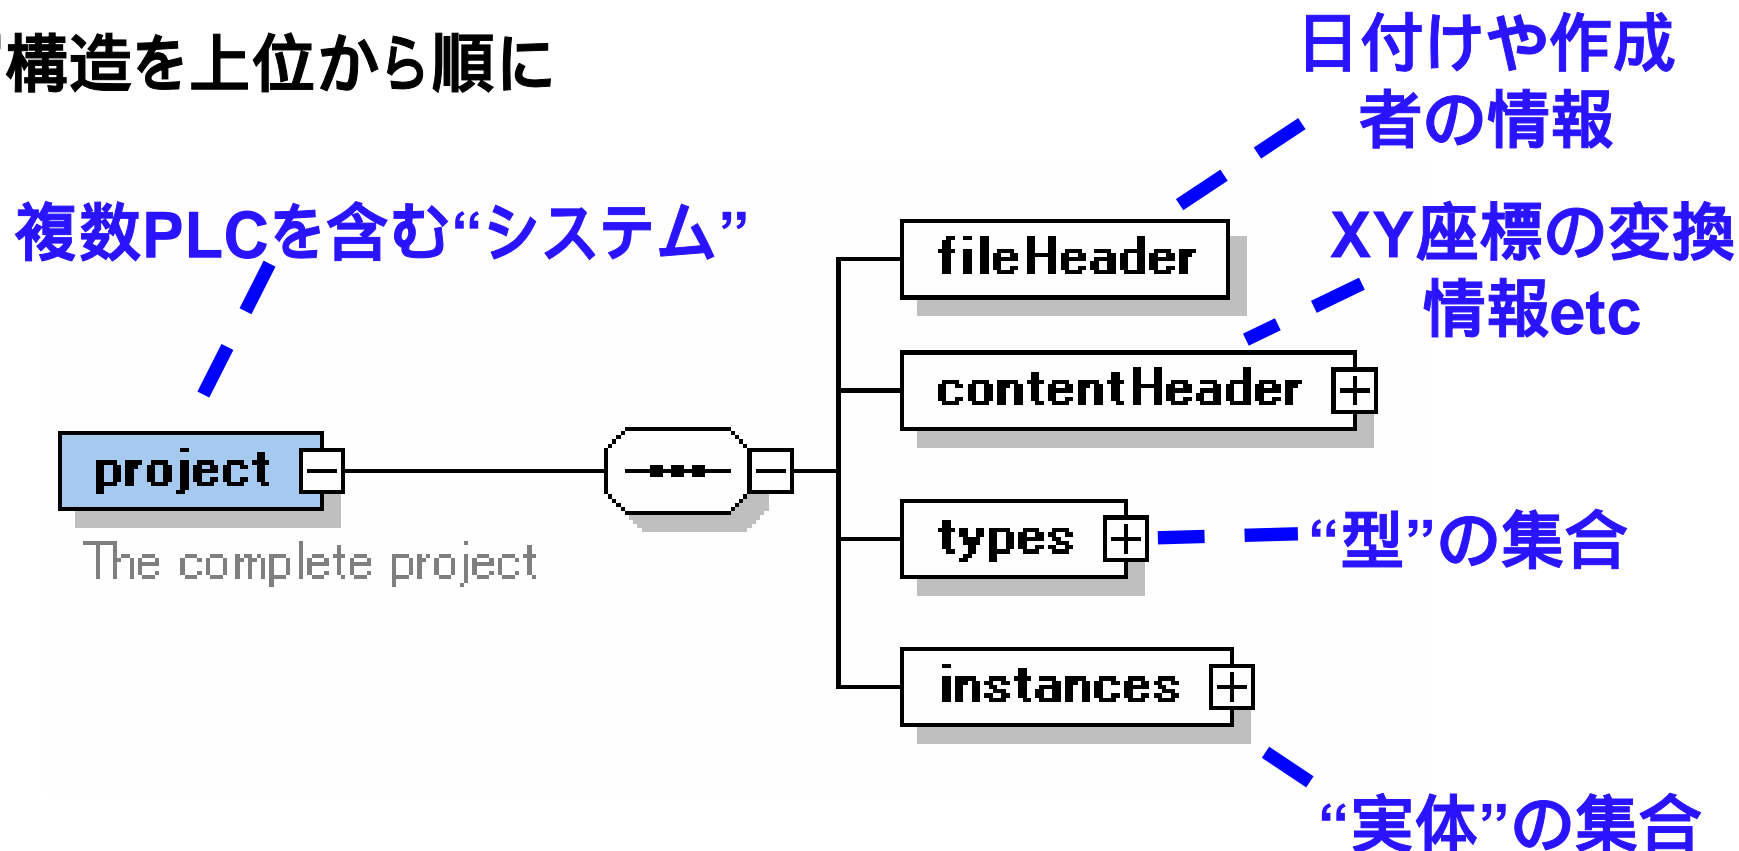 構造を上位から順に
日付けや作成
者の情報
複数PLCを含む“システム”
fileHeader
XY座標の変換
情報etc
contentHeader
project
The complete project
types
“型”の集合
instances
“実体”の集合